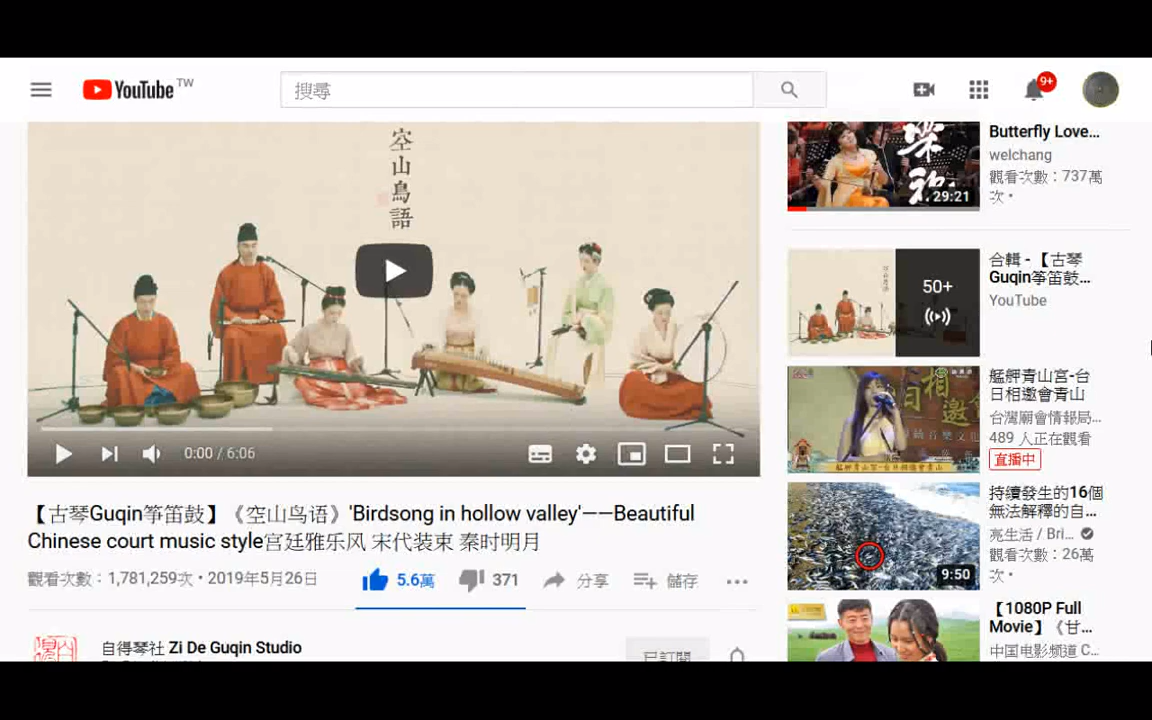 YouTube TW
搜尋
9+
空山鳥語
0:00 / 6:06
【古琴Guqin筝笛鼓】《空山鸟语》'Birdsong in hollow valley'——Beautiful
Chinese court music style宫廷雅乐风 宋代装束 秦时明月
觀看次數：1,781,259次 • 2019年5月26日
5.6萬
371
分享
儲存
自得琴社 Zi De Guqin Studio
已訂閱
29:21
Butterfly Love...
welchang
觀看次數：737萬
次 •
50+
合輯 - 【古琴
Guqin筝笛鼓...
YouTube
艋舺青山宮-台
日相邀會青山
台灣廟會情報局...
489 人正在觀看
直播中
9:50
持續發生的16個
無法解釋的自...
亮生活 / Bri...
觀看次數：26萬
次 •
【1080P Full
Movie】《甘...
中国电影频道 C...